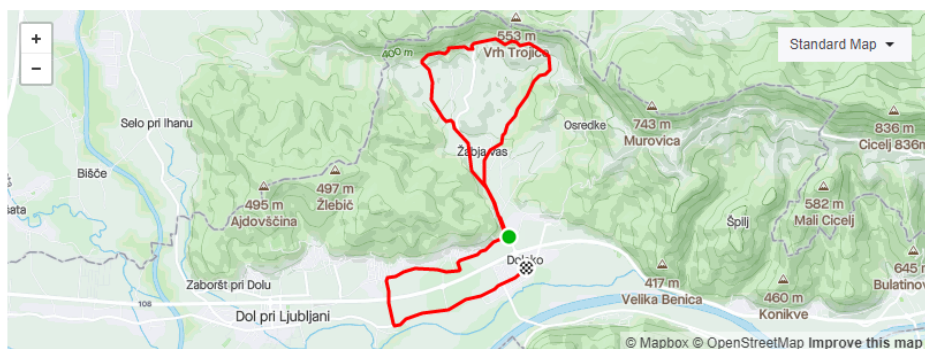 +
−
400 m
553 m
Vrh Trojica
Standard Map
Selo pri Ihanu
Osredke
743 m
Murovica
836 m
Cicelj 836m
Žabja vas
Bišče
497 m
Žlebič
495 m
Ajdovščina
582 m
Mali Cicelj
Špilj
Dolsko
645 m
417 m
Velika Benica
460 m
Konikve
Zaboršt pri Dolu
108
Dol pri Ljubljani
© Mapbox © OpenStreetMap Improve this map